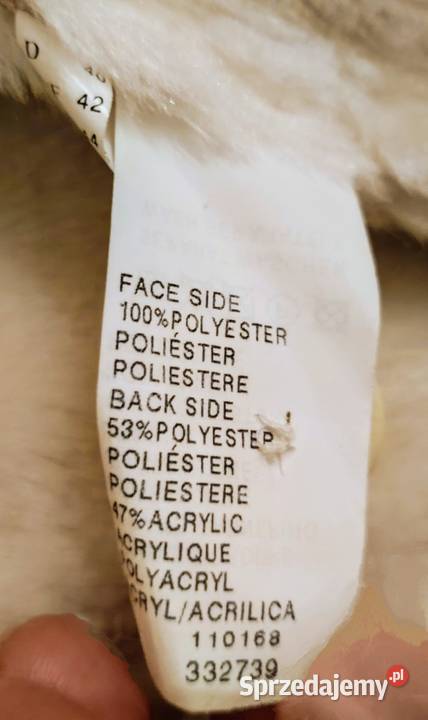 D
42
FACE SIDE
100%POLYESTER
POLIÉSTER
POLIESTERE
BACK SIDE
53%POLYESTER
POLIÉSTER
POLIESTERE
47%ACRYLIC
ACRYLIQUE
POLYACRYL
ACRYL/ACRILICA
110168
332739
Sprzedajemy.pl